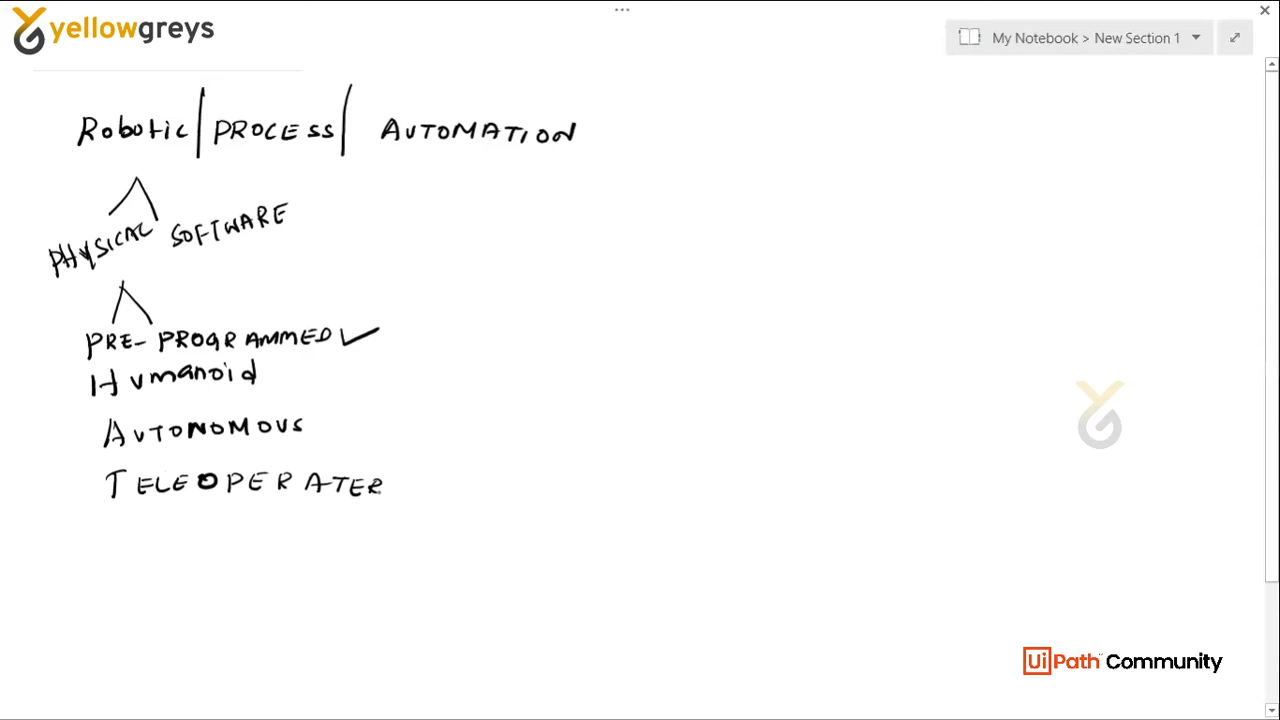 yellowgreys
My Notebook > New Section 1
Robotic PROCESS AUTOMATION
PHYSICAL SOFTWARE
PRE-PROGRAMMED
Humanoid
AUTONOMOUS
TELEOPERATER
UiPath Community